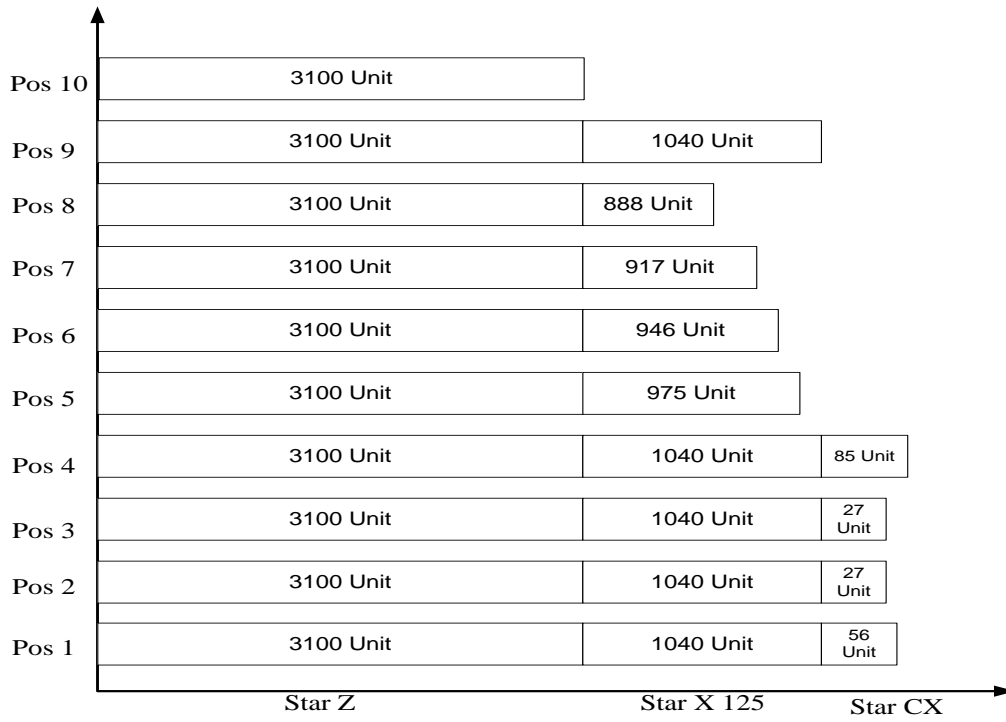 Pos 10 3100 Unit
Pos 9 3100 Unit 1040 Unit
Pos 8 3100 Unit 888 Unit
Pos 7 3100 Unit 917 Unit
Pos 6 3100 Unit 946 Unit
Pos 5 3100 Unit 975 Unit
Pos 4 3100 Unit 1040 Unit 85 Unit
Pos 3 3100 Unit 1040 Unit 27 Unit
Pos 2 3100 Unit 1040 Unit 27 Unit
Pos 1 3100 Unit 1040 Unit 56 Unit
Star Z Star X 125 Star CX